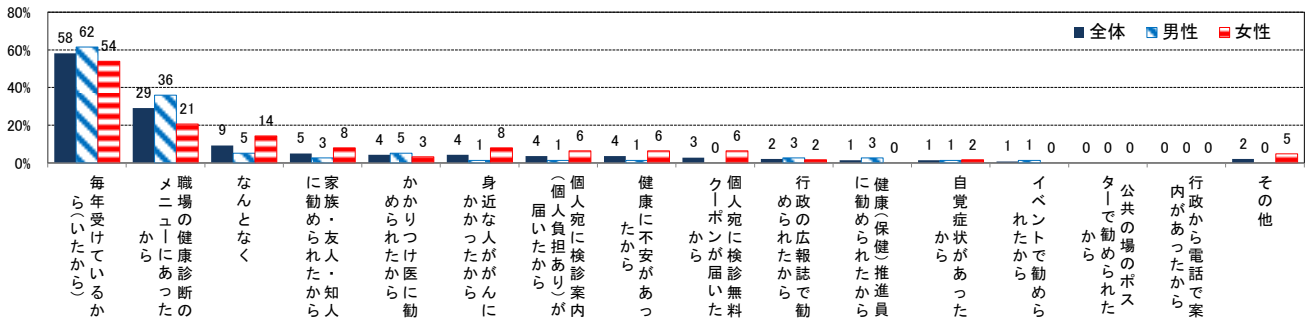 80%
60%
40%
20%
0%
全体 男性 女性
58 62 54
29 36 21
9 5 14
5 3 8
4 5 3
4 1 8
4 1 6
4 1 6
3 0 6
2 3 2
1 3 0
1 1 2
1 1 0
0 0 0
0 0 0
2 0 5
毎年受けているか
ら(いたから)
職場の健康診断の
メニューにあった
から
なんとなく
家族・友人・知人
に勧められたから
かかりつけ医に勧
められたから
身近な人ががんに
かかったから
個人宛に検診案内
(個人負担あり)が
届いたから
健康に不安があっ
たから
個人宛に検診無料
クーポンが届いた
から
行政の広報誌で勧
められたから
健康(保健)推進員
に勧められたから
自覚症状があった
から
イベントで勧めら
れたから
公共の場のポス
ターで勧められた
から
行政から電話で案
内があったから
その他